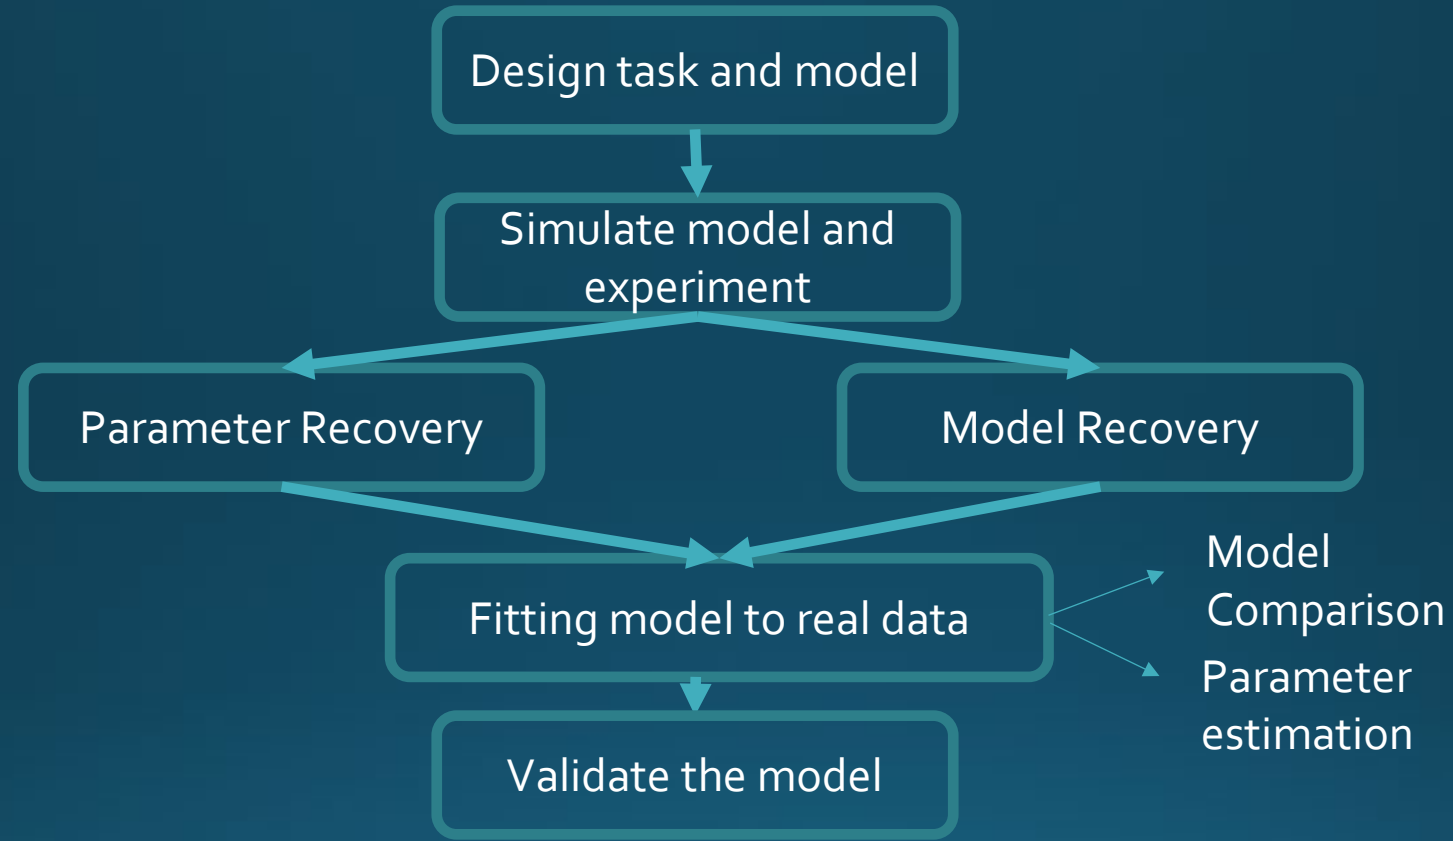 Design task and model
Simulate model and
experiment
Parameter Recovery
Model Recovery
Fitting model to real data
Model
Comparison
Parameter
estimation
Validate the model